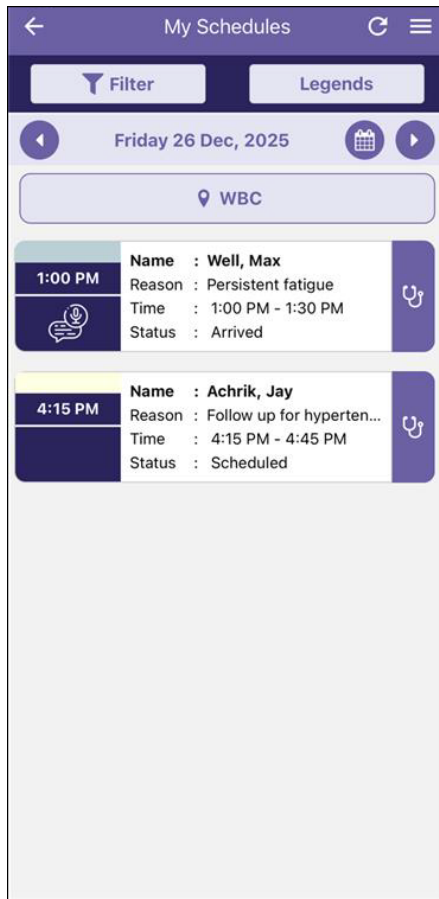 My Schedules
Filter
Legends
Friday 26 Dec, 2025
WBC
1:00 PM
Name : Well, Max
Reason : Persistent fatigue
Time : 1:00 PM - 1:30 PM
Status : Arrived
4:15 PM
Name : Achrik, Jay
Reason : Follow up for hyperten...
Time : 4:15 PM - 4:45 PM
Status : Scheduled